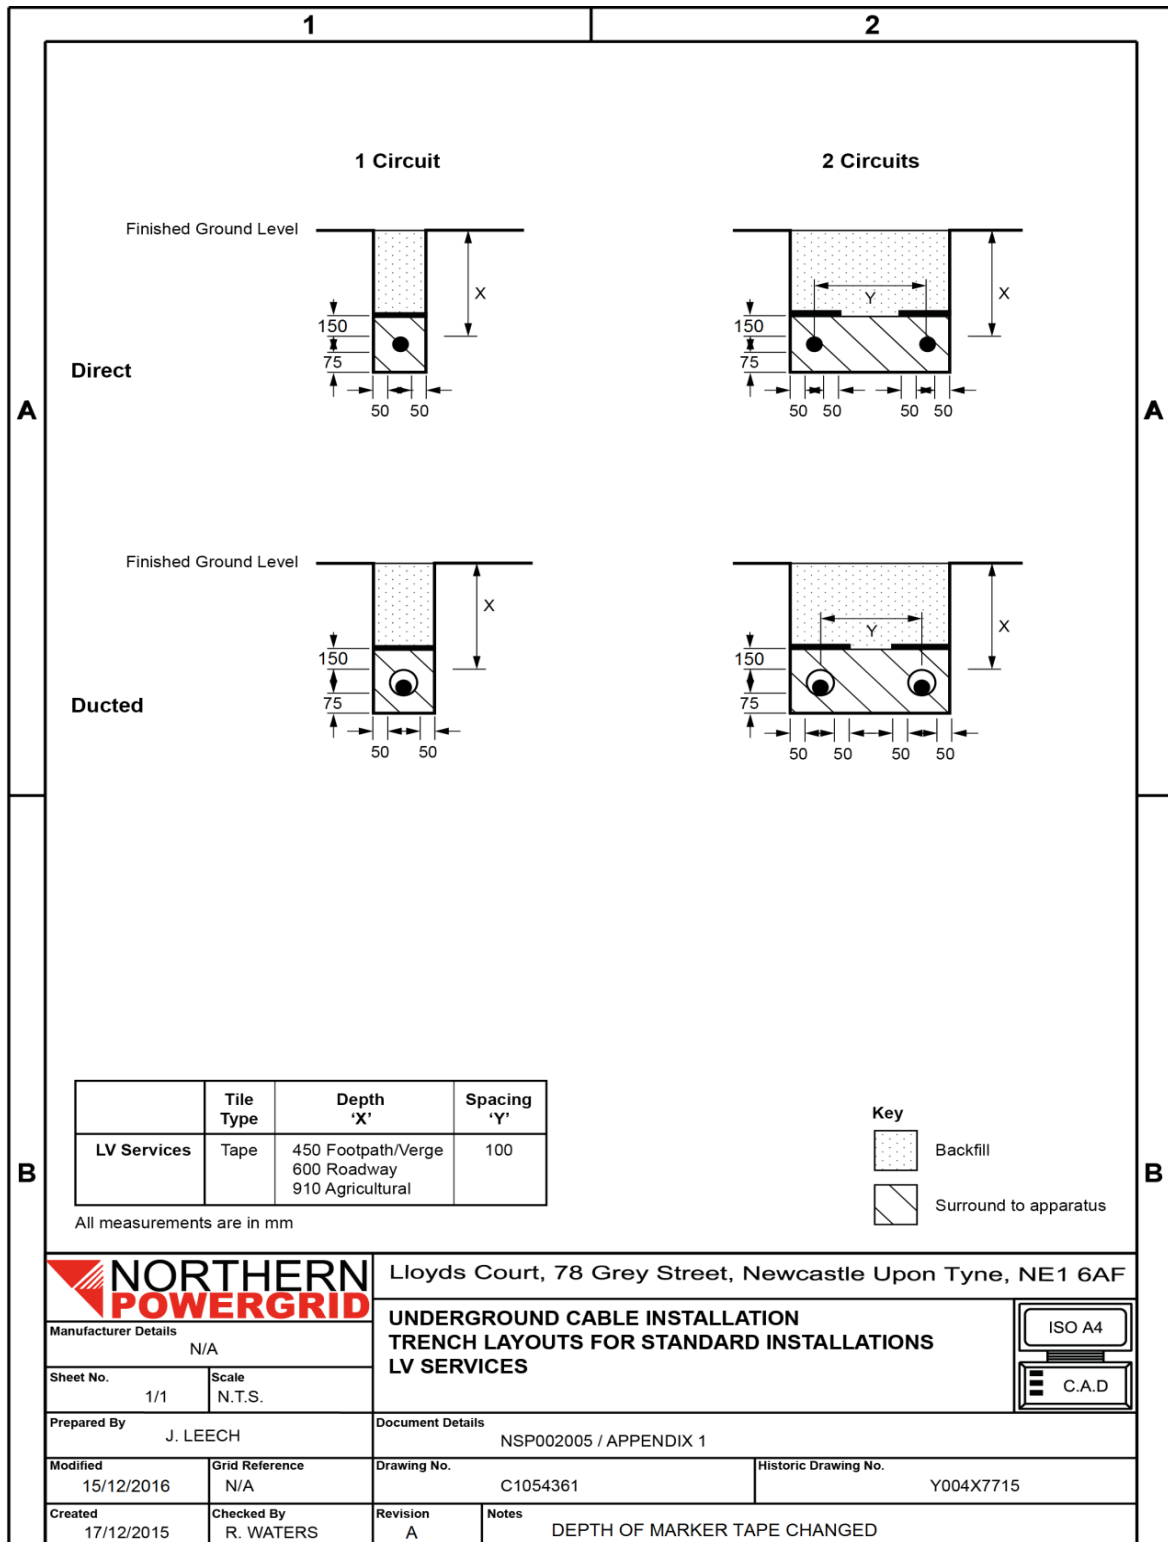 1
2
1 Circuit
2 Circuits
Finished Ground Level
X
Y
X
150
150
75
75
Direct
50 50
50 50 50 50
A
A
Finished Ground Level
X
Y
X
150
150
75
75
Ducted
50 50
50 50 50 50
Tile Type
Depth 'X'
Spacing 'Y'
LV Services
Tape
450 Footpath/Verge
600 Roadway
910 Agricultural
100
All measurements are in mm
Key
Backfill
Surround to apparatus
B
B
NORTHERN
POWERGRID
Lloyds Court, 78 Grey Street, Newcastle Upon Tyne, NE1 6AF
UNDERGROUND CABLE INSTALLATION
TRENCH LAYOUTS FOR STANDARD INSTALLATIONS
LV SERVICES
ISO A4
C.A.D
Manufacturer Details
N/A
Sheet No.
1/1
Scale
N.T.S.
Prepared By
J. LEECH
Document Details
NSP002005 / APPENDIX 1
Modified
15/12/2016
Grid Reference
N/A
Drawing No.
C1054361
Historic Drawing No.
Y004X7715
Created
17/12/2015
Checked By
R. WATERS
Revision
A
Notes
DEPTH OF MARKER TAPE CHANGED